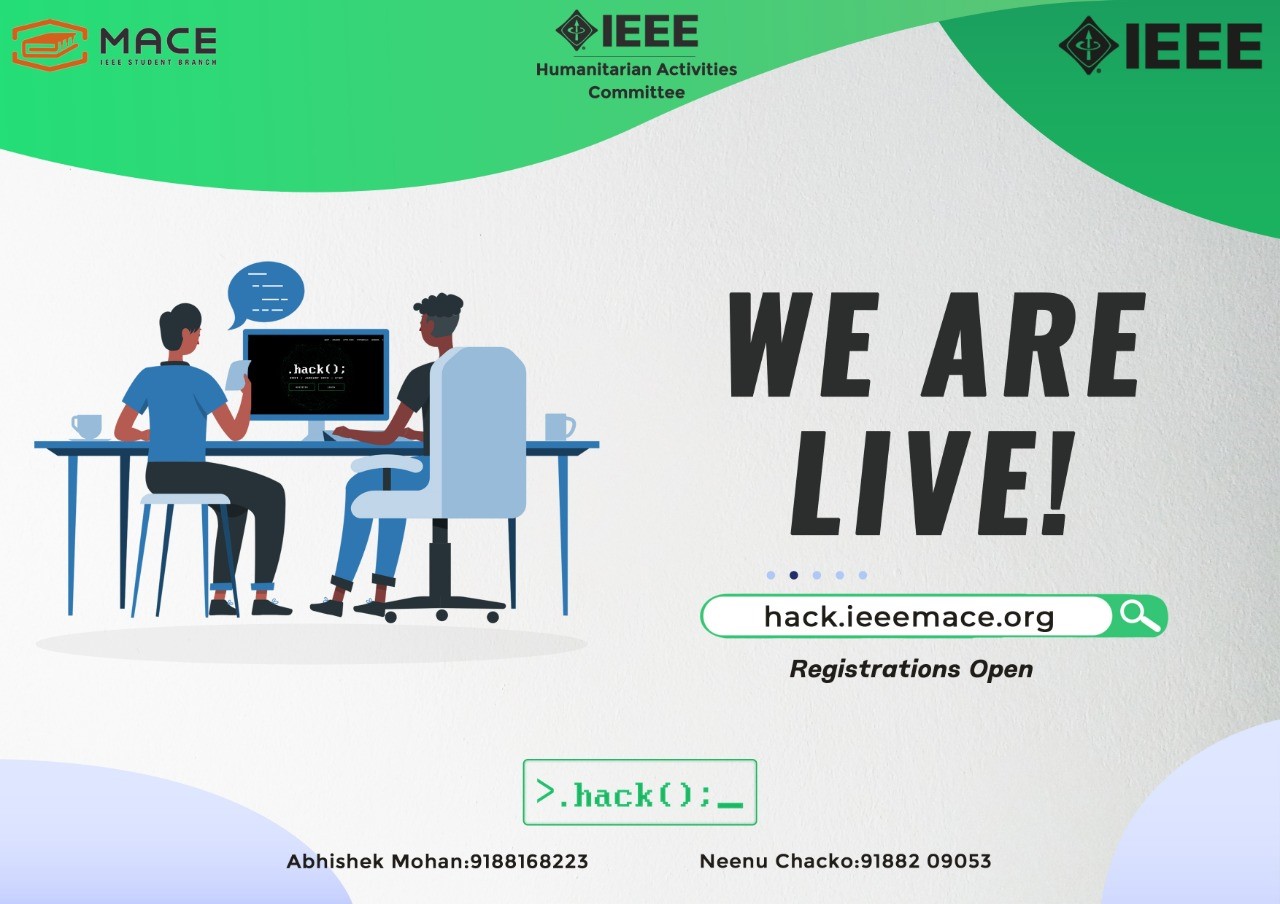 MACE
IEEE STUDENT BRANCH
IEEE
Humanitarian Activities
Committee
IEEE
.hack();
WE ARE
LIVE!
hack.ieeemace.org
Registrations Open
>.hack();_
Abhishek Mohan:9188168223
Neenu Chacko:91882 09053